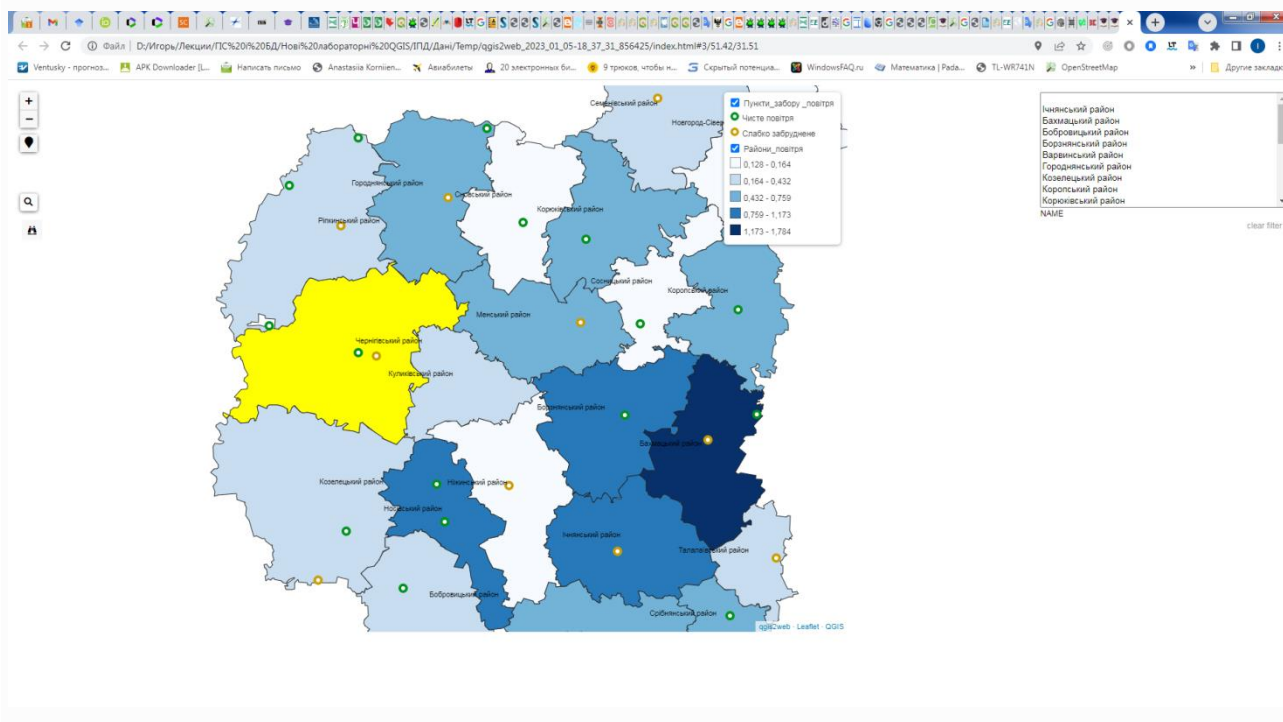 Файл | D:/Игорь/Лекции/ГІС%20і%20БД/Нові%20лабораторні%20QGIS/ІПД/Дані/Temp/qgis2web_2023_01_05-18_37_31_856425/index.html#3/51.42/31.51
Ventusky - прогноз... APK Downloader [L... Написать письмо Anastasiia Korniien... Авиабилеты 20 электронных би... 9 трюков, чтобы н... Скрытый потенциа... WindowsFAQ.ru Математика | Рада... TL-WR741N OpenStreetMap » Другие закладк
+
−
Семенівський район
Новгород-Сівер
Городнянський район
Сновський район
Корюківський район
Ріпкинський район
Сосницький район
Коропський район
Менський район
Чернігівський район
Куликівський район
Борзнянський район
Бахмацький район
Козелецький район
Ніжинський район
Носівський район
Ічнянський район
Талалаївський район
Бобровицький район
Срібнянський район
Пункти_забору _повітря
Чисте повітря
Слабко забруднене
Райони_повітря
0,128 - 0,164
0,164 - 0,432
0,432 - 0,759
0,759 - 1,173
1,173 - 1,784
qgis2web · Leaflet · QGIS
Ічнянський район
Бахмацький район
Бобровицький район
Борзнянський район
Варвинський район
Городнянський район
Козелецький район
Коропський район
Корюківський район
NAME
clear filter